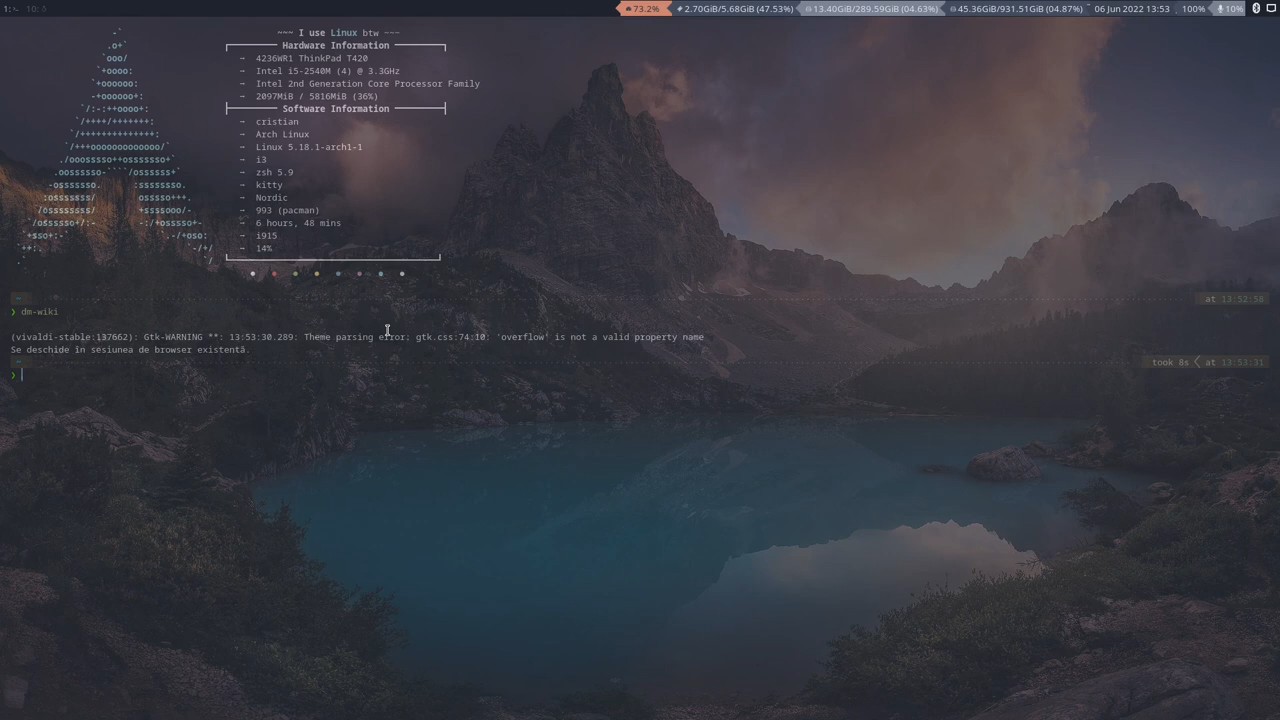 1: 10: 73.2% 2.70GiB/5.68GiB (47.53%) 13.40GiB/289.59GiB (04.63%) 45.36GiB/931.51GiB (04.87%) 06 Jun 2022 13:53 100% 10%
~~~ I use Linux btw ~~~
Hardware Information
4236WR1 ThinkPad T420
Intel i5-2540M (4) @ 3.3GHz
Intel 2nd Generation Core Processor Family
2097MiB / 5816MiB (36%)
Software Information
cristian
Arch Linux
Linux 5.18.1-arch1-1
i3
zsh 5.9
kitty
Nordic
993 (pacman)
6 hours, 48 mins
i915
14%
~ at 13:52:58
❯ dm-wiki
(vivaldi-stable:137662): Gtk-WARNING **: 13:53:30.289: Theme parsing error: gtk.css:74:10: 'overflow' is not a valid property name
Se deschide în sesiunea de browser existentă.
~ took 8s at 13:53:31
❯